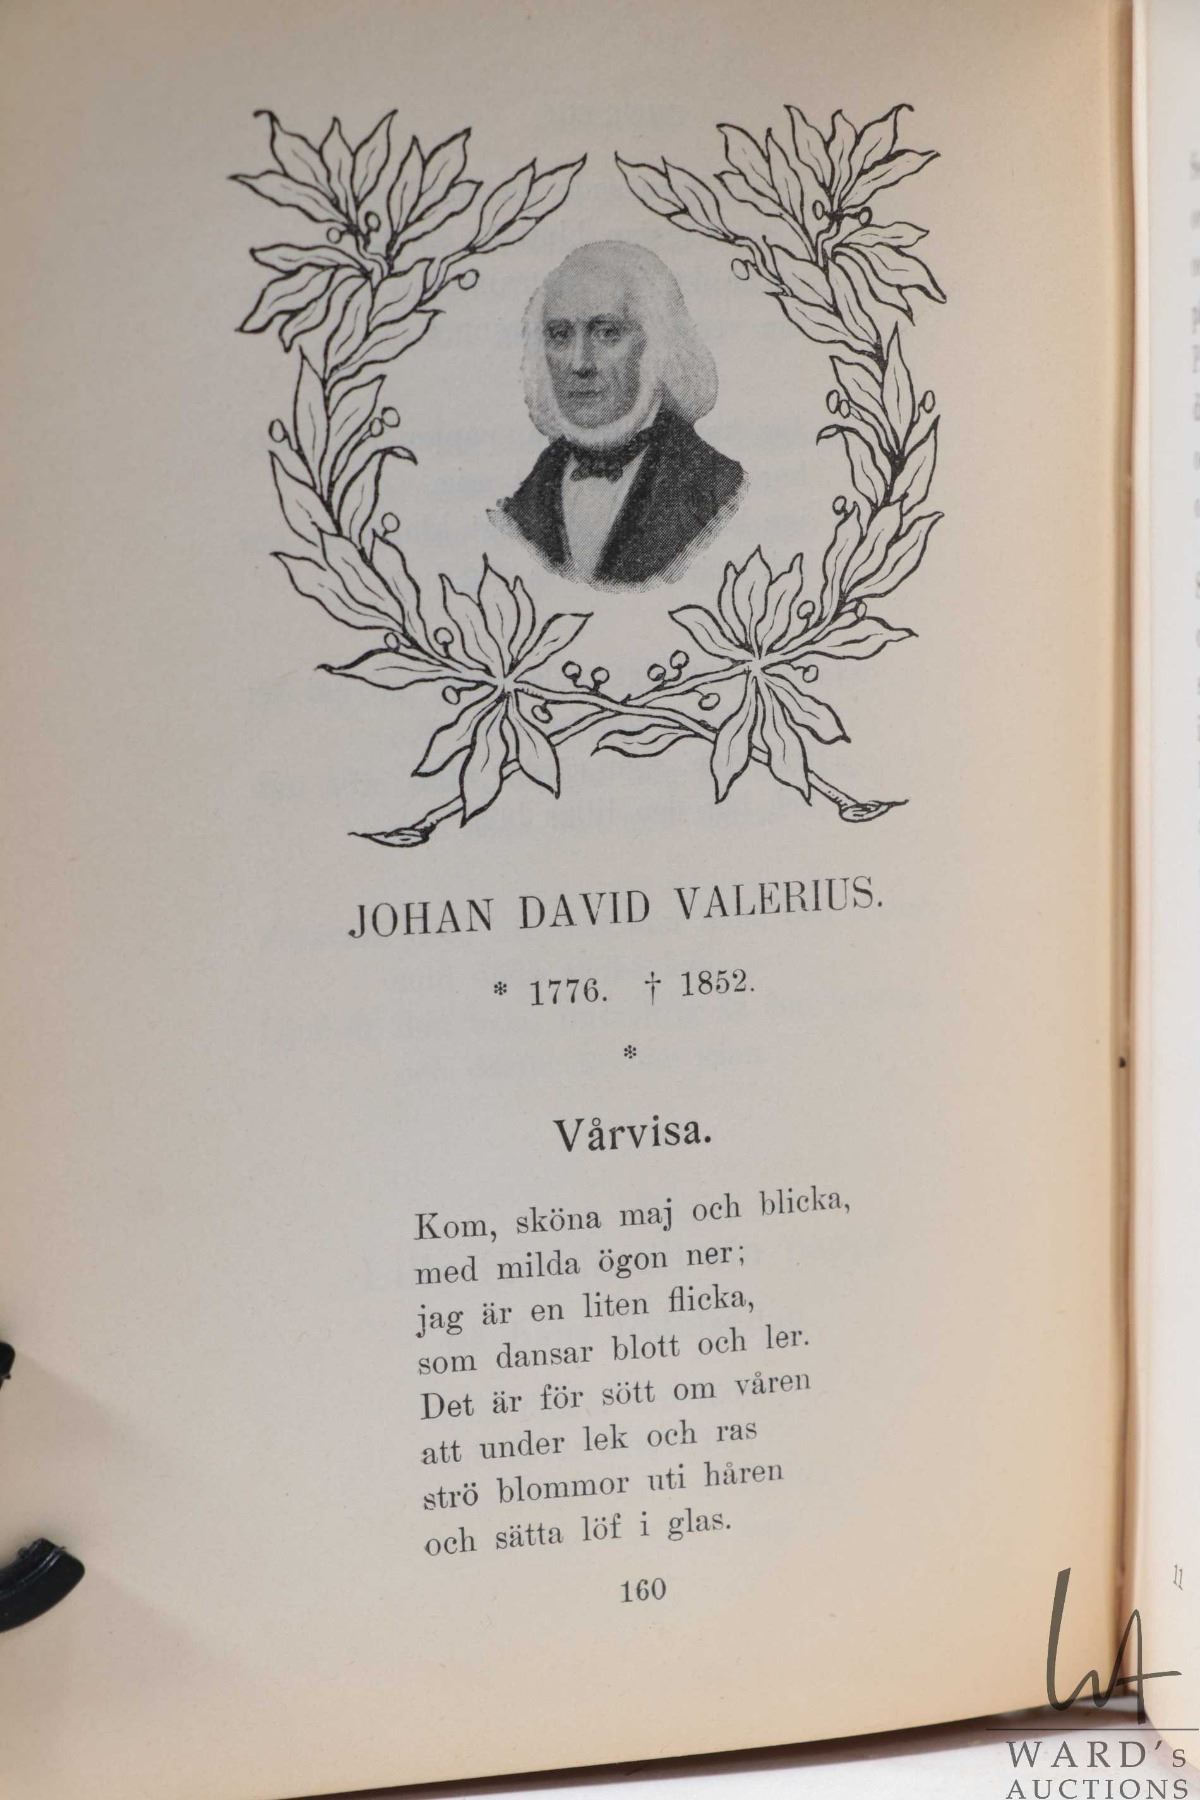 JOHAN DAVID VALERIUS.
* 1776. † 1852.
*
Vårvisa.
Kom, sköna maj och blicka,
med milda ögon ner;
jag är en liten flicka,
som dansar blott och ler.
Det är för sött om våren
att under lek och ras
strö blommor uti håren
och sätta löf i glas.
160
11
WA
WARD's
AUCTIONS